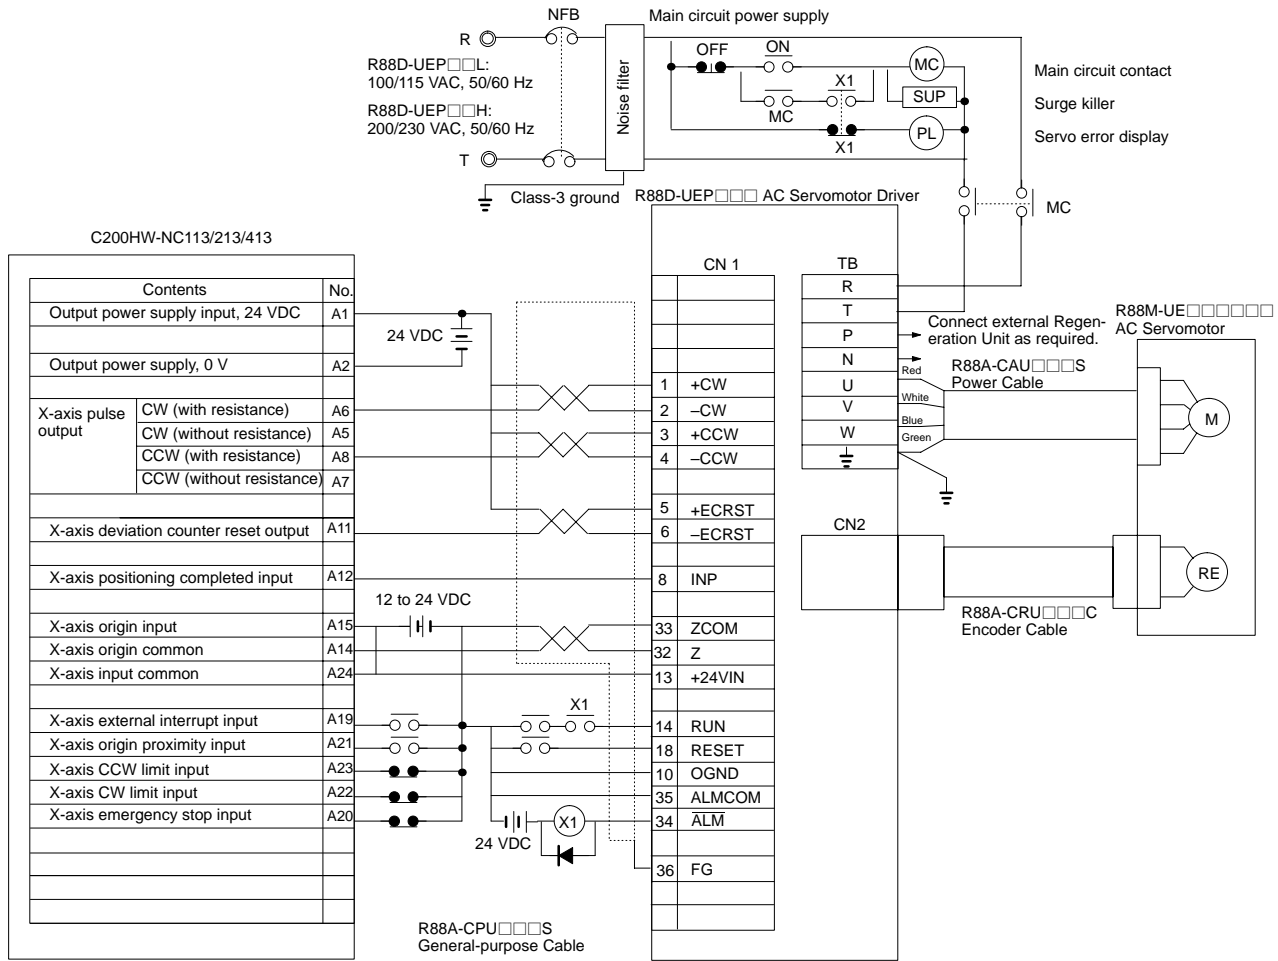 NFB
Main circuit power supply
R
R88D-UEP□□L:
100/115 VAC, 50/60 Hz
R88D-UEP□□H:
200/230 VAC, 50/60 Hz
T
Noise filter
OFF
ON
MC
X1
MC
SUP
PL
X1
Main circuit contact
Surge killer
Servo error display
Class-3 ground
R88D-UEP□□□ AC Servomotor Driver
MC
C200HW-NC113/213/413
Contents No.
Output power supply input, 24 VDC A1
Output power supply, 0 V A2
X-axis pulse
output
CW (with resistance) A6
CW (without resistance) A5
CCW (with resistance) A8
CCW (without resistance) A7
X-axis deviation counter reset output A11
X-axis positioning completed input A12
X-axis origin input A15
X-axis origin common A14
X-axis input common A24
X-axis external interrupt input A19
X-axis origin proximity input A21
X-axis CCW limit input A23
X-axis CW limit input A22
X-axis emergency stop input A20
24 VDC
12 to 24 VDC
X1
X1
24 VDC
R88A-CPU□□□S
General-purpose Cable
CN 1
1 +CW
2 –CW
3 +CCW
4 –CCW
5 +ECRST
6 –ECRST
8 INP
33 ZCOM
32 Z
13 +24VIN
14 RUN
18 RESET
10 OGND
35 ALMCOM
34 A̅L̅M̅
36 FG
TB
R
T
P
N
U
V
W
CN2
Connect external Regen-
eration Unit as required.
Red
White
Blue
Green
R88A-CAU□□□S
Power Cable
R88M-UE□□□□□□
AC Servomotor
M
RE
R88A-CRU□□□C
Encoder Cable